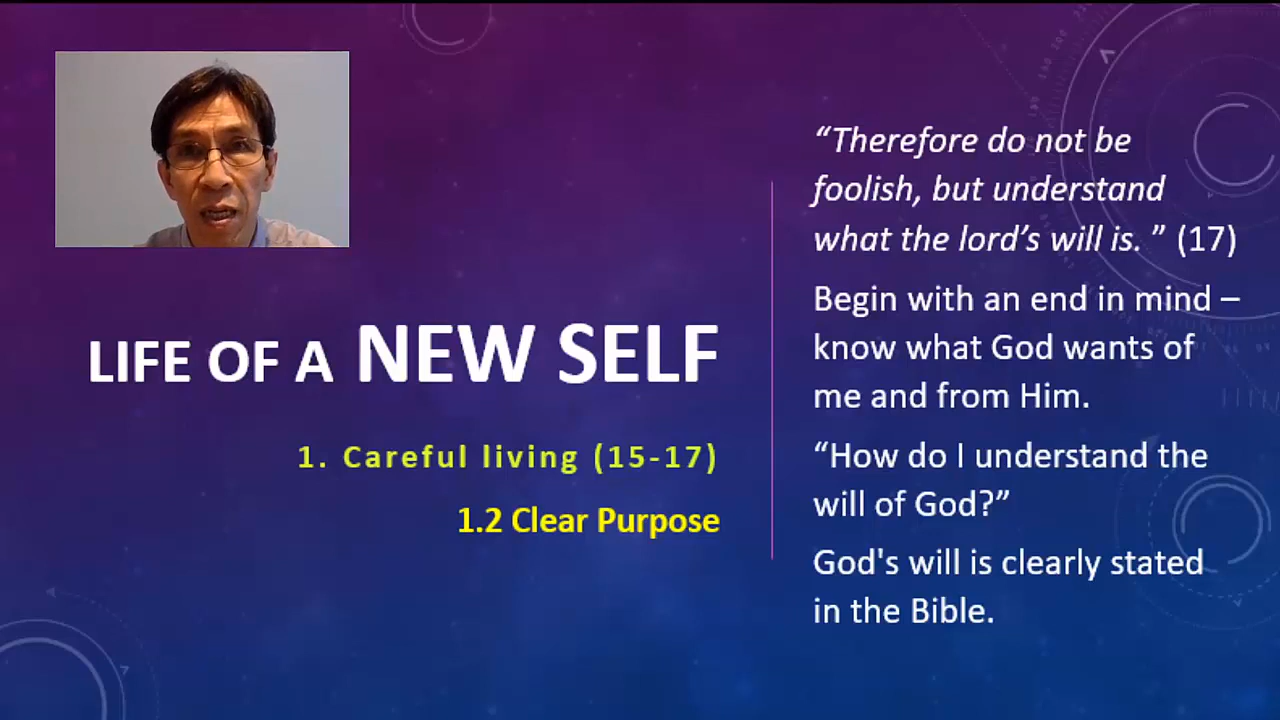 LIFE OF A NEW SELF
1. Careful living (15-17)
1.2 Clear Purpose
“Therefore do not be
foolish, but understand
what the lord’s will is. ” (17)
Begin with an end in mind –
know what God wants of
me and from Him.
“How do I understand the
will of God?”
God's will is clearly stated
in the Bible.